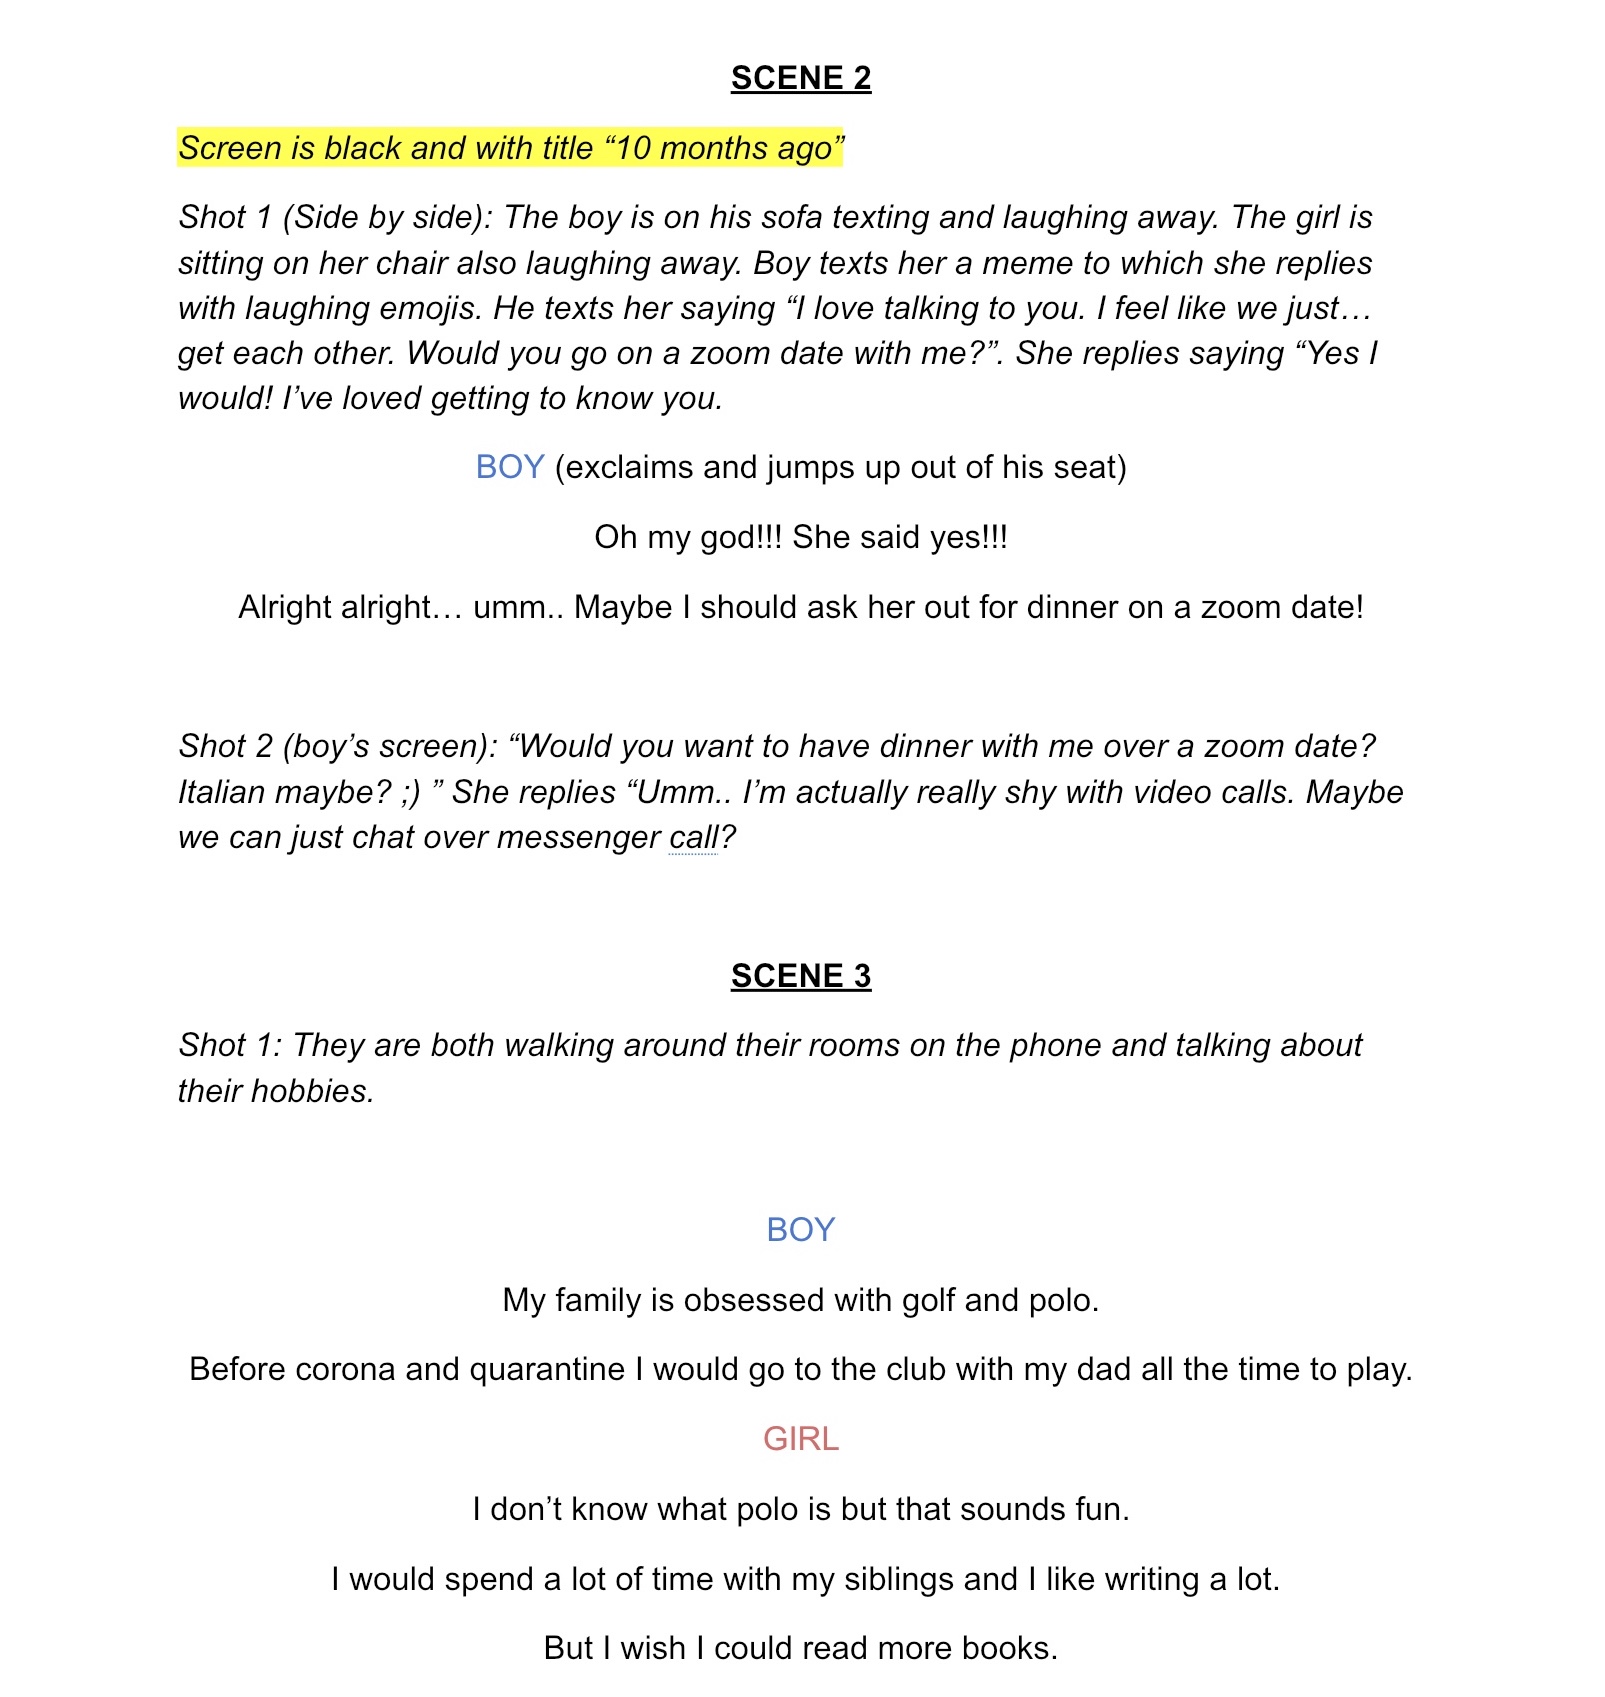 SCENE 2
Screen is black and with title “10 months ago”
Shot 1 (Side by side): The boy is on his sofa texting and laughing away. The girl is
sitting on her chair also laughing away. Boy texts her a meme to which she replies
with laughing emojis. He texts her saying “I love talking to you. I feel like we just…
get each other. Would you go on a zoom date with me?”. She replies saying “Yes I
would! I’ve loved getting to know you.
BOY (exclaims and jumps up out of his seat)
Oh my god!!! She said yes!!!
Alright alright… umm.. Maybe I should ask her out for dinner on a zoom date!
Shot 2 (boy’s screen): “Would you want to have dinner with me over a zoom date?
Italian maybe? ;) ” She replies “Umm.. I’m actually really shy with video calls. Maybe
we can just chat over messenger call?
SCENE 3
Shot 1: They are both walking around their rooms on the phone and talking about
their hobbies.
BOY
My family is obsessed with golf and polo.
Before corona and quarantine I would go to the club with my dad all the time to play.
GIRL
I don’t know what polo is but that sounds fun.
I would spend a lot of time with my siblings and I like writing a lot.
But I wish I could read more books.